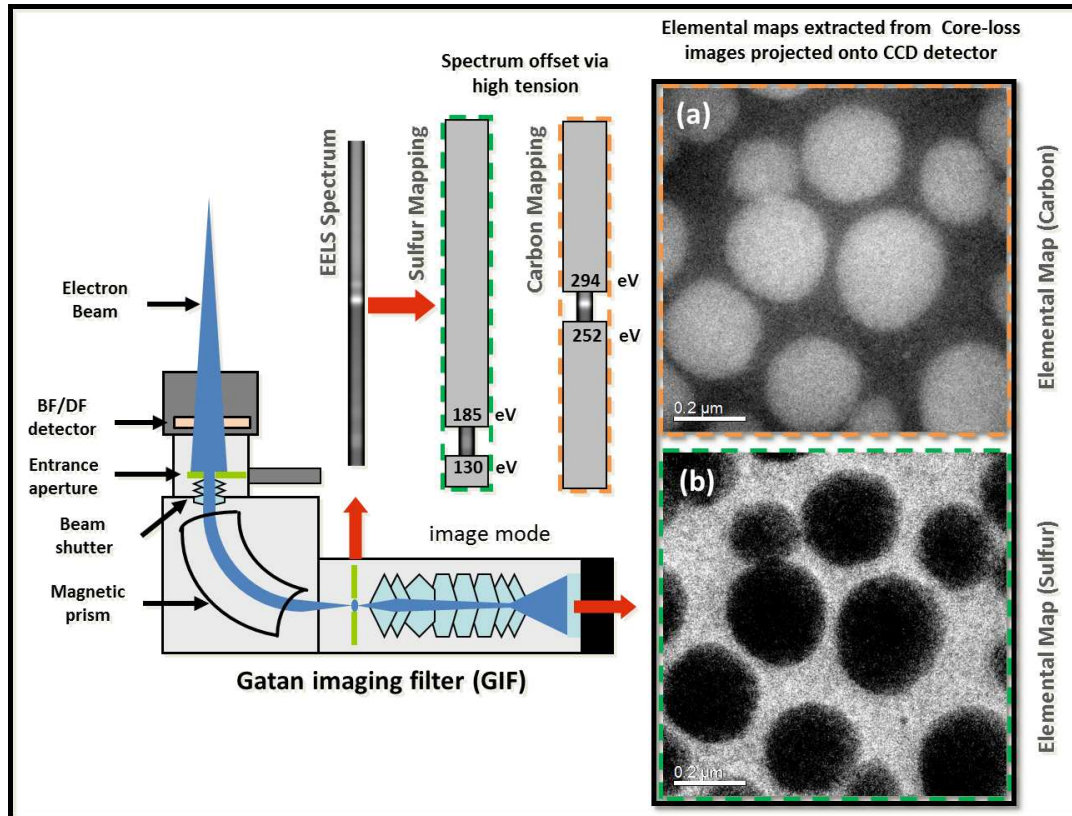 Elemental maps extracted from Core-loss
images projected onto CCD detector
Spectrum offset via
high tension
EELS Spectrum
Sulfur Mapping
185 eV
130 eV
Carbon Mapping
294 eV
252 eV
(a)
0.2 µm
Elemental Map (Carbon)
(b)
0.2 µm
Elemental Map (Sulfur)
Electron
Beam
BF/DF
detector
Entrance
aperture
Beam
shutter
Magnetic
prism
image mode
Gatan imaging filter (GIF)